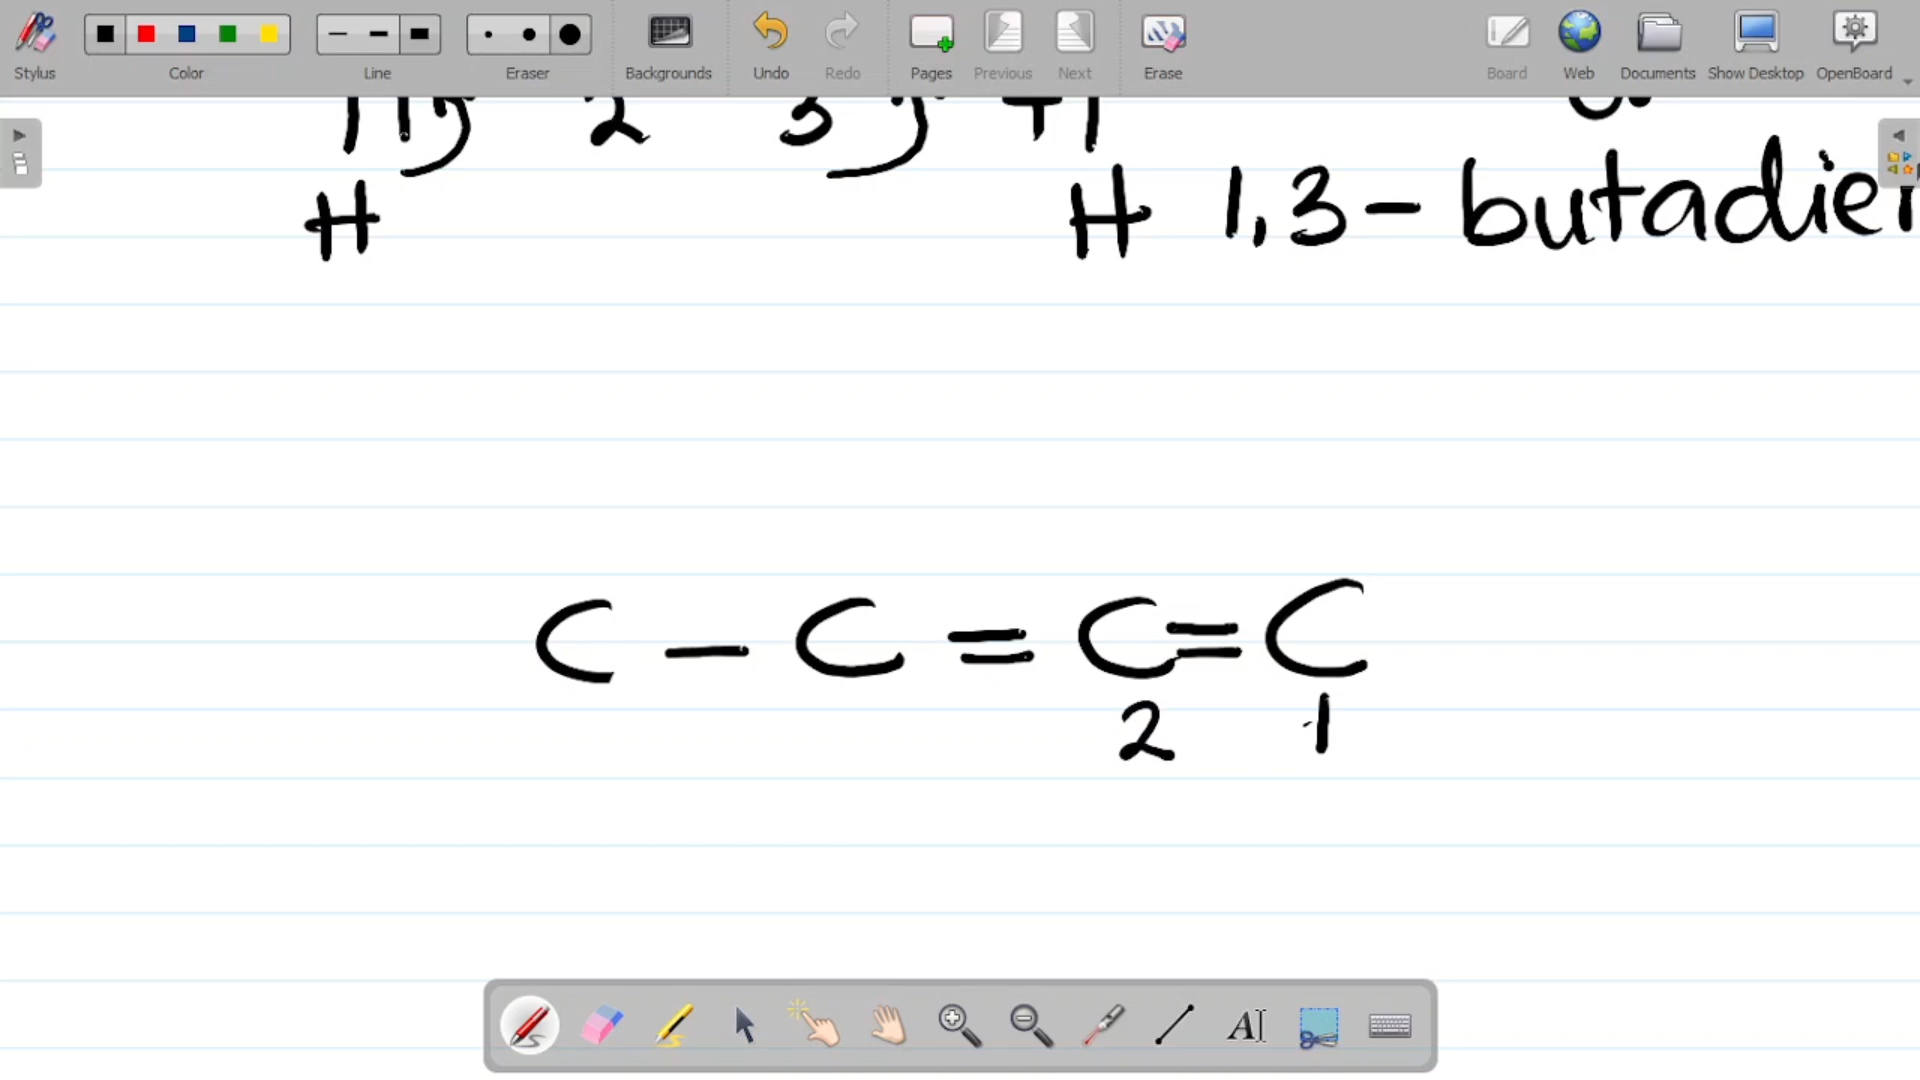 Stylus Color Line Eraser Backgrounds Undo Redo Pages Previous Next Erase Board Web Documents Show Desktop OpenBoard
2 3
H H 1,3 - butadien
C - C = C = C
2 1